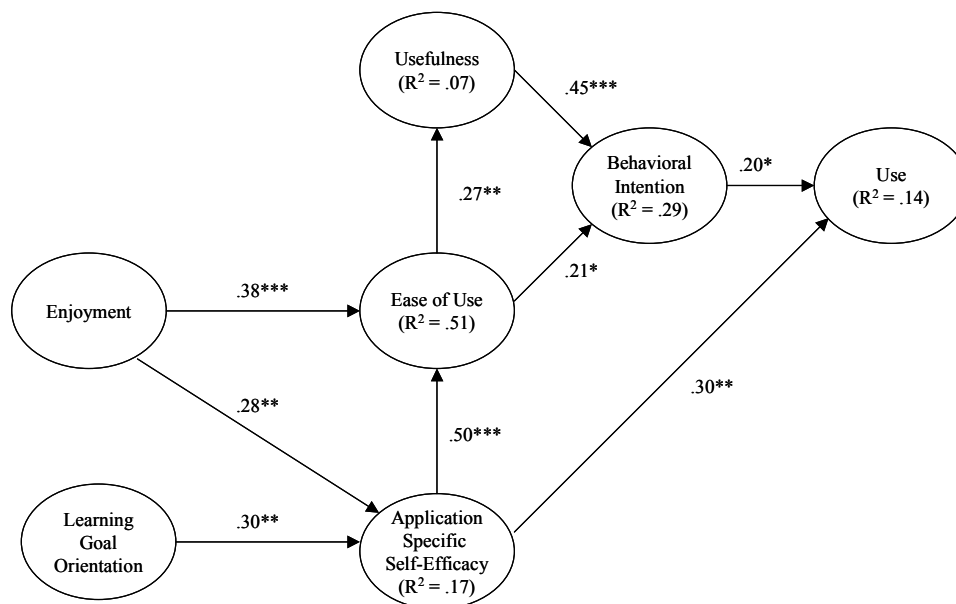 Usefulness
(R² = .07)
.45***
Behavioral
Intention
(R² = .29)
.20*
Use
(R² = .14)
.27**
.21*
Enjoyment
.38***
Ease of Use
(R² = .51)
.28**
.50***
.30**
Learning
Goal
Orientation
.30**
Application
Specific
Self-Efficacy
(R² = .17)